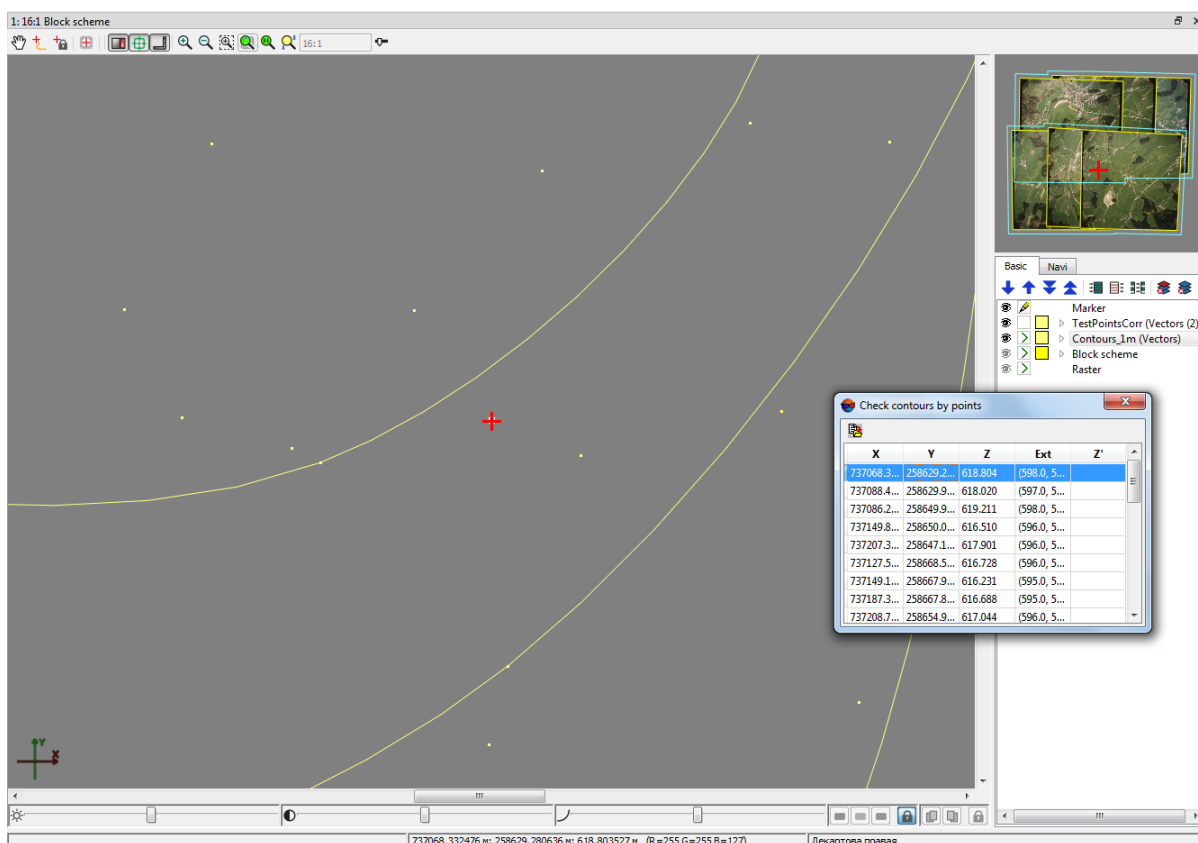 1: 16:1 Block scheme
16:1
Basic
Navi
Marker
TestPointsCorr (Vectors (2)
Contours_1m (Vectors)
Block scheme
Raster
Check contours by points
X Y Z Ext Z'
737068.3... 258629.2... 618.804 (598.0, 5...
737088.4... 258629.9... 618.020 (597.0, 5...
737086.2... 258649.9... 619.211 (598.0, 5...
737149.8... 258650.0... 616.510 (596.0, 5...
737207.3... 258647.1... 617.901 (596.0, 5...
737127.5... 258668.5... 616.728 (596.0, 5...
737149.1... 258667.9... 616.231 (595.0, 5...
737187.3... 258667.8... 616.688 (595.0, 5...
737208.7... 258654.9... 617.044 (596.0, 5...
Y
X
737068.332476 м; 258629.280636 м; 618.803527 м (R=255 G=255 B=127)
Декартова правая